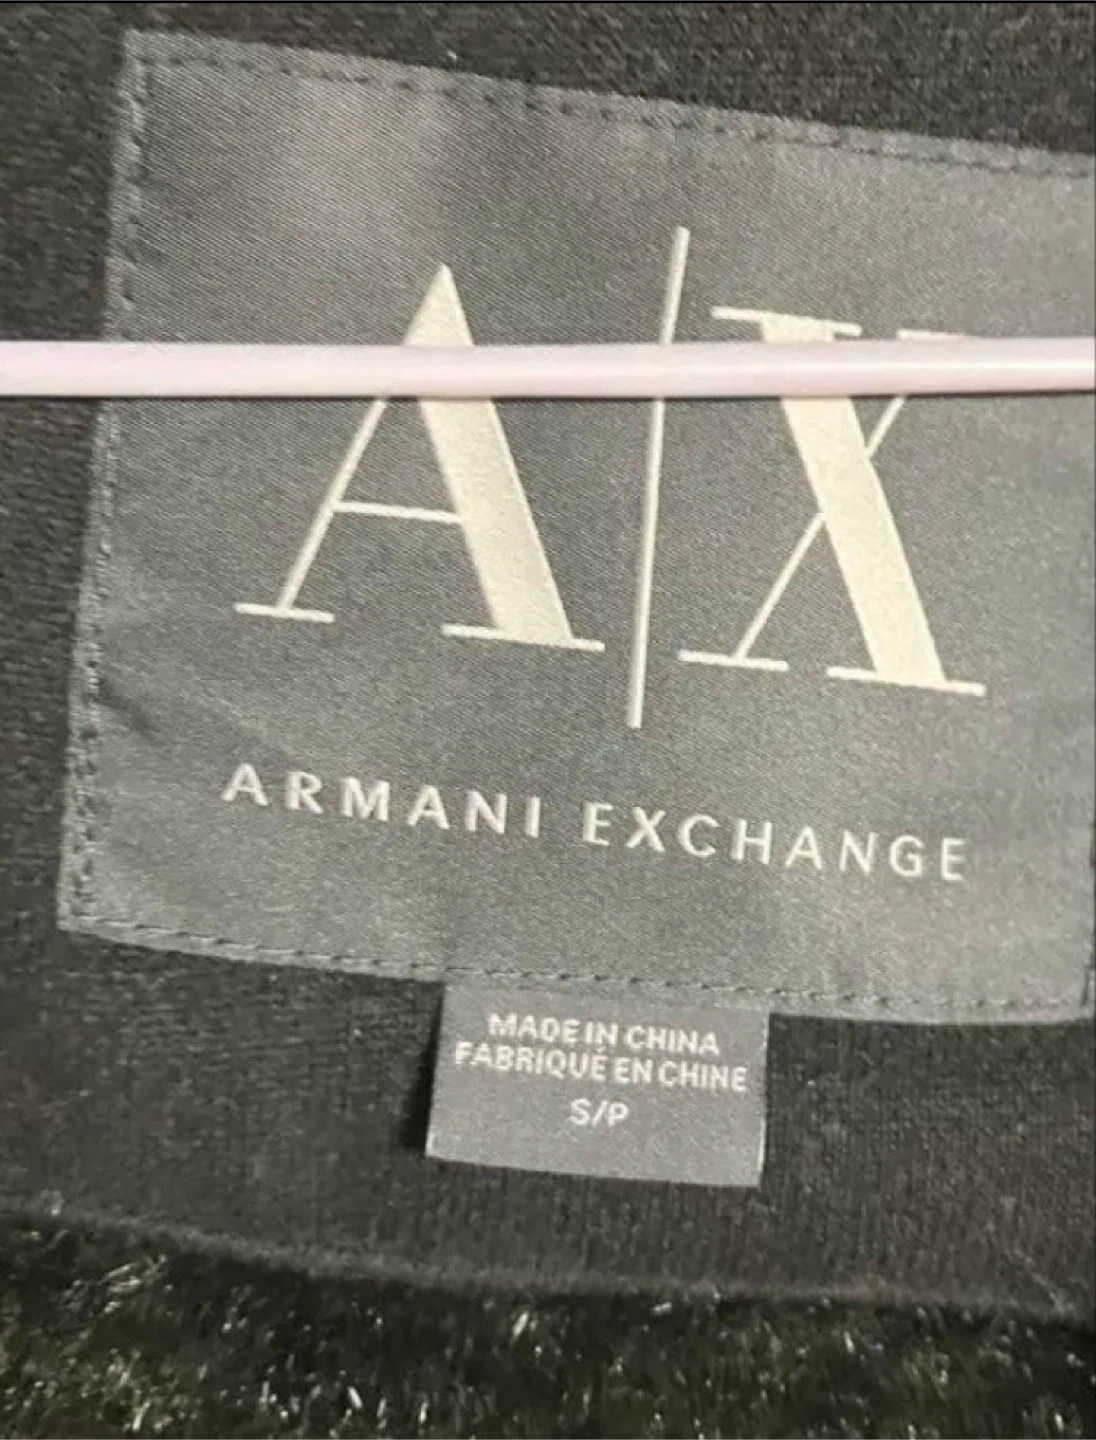 A|X
ARMANI EXCHANGE
MADE IN CHINA
FABRIQUÉ EN CHINE
S/P